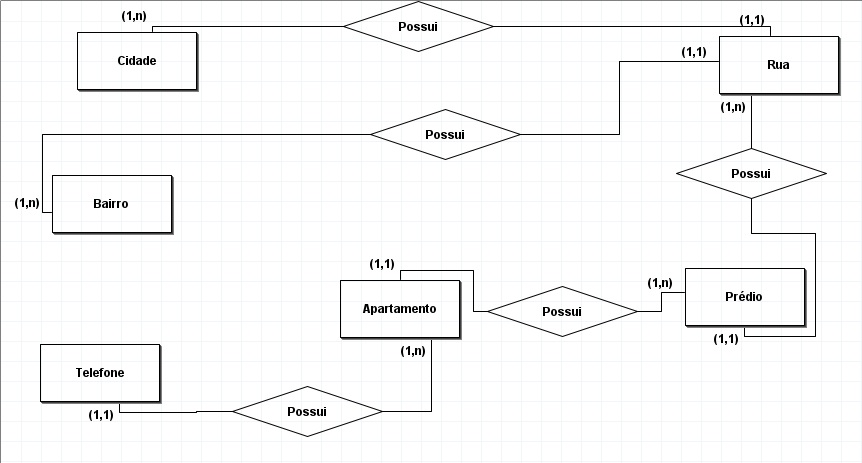 (1,n)
Possui
(1,1)
Cidade
Rua
(1,1)
(1,n)
Possui
Possui
(1,n)
Bairro
(1,1)
Apartamento
Possui
(1,n)
Prédio
(1,1)
(1,n)
Telefone
(1,1)
Possui